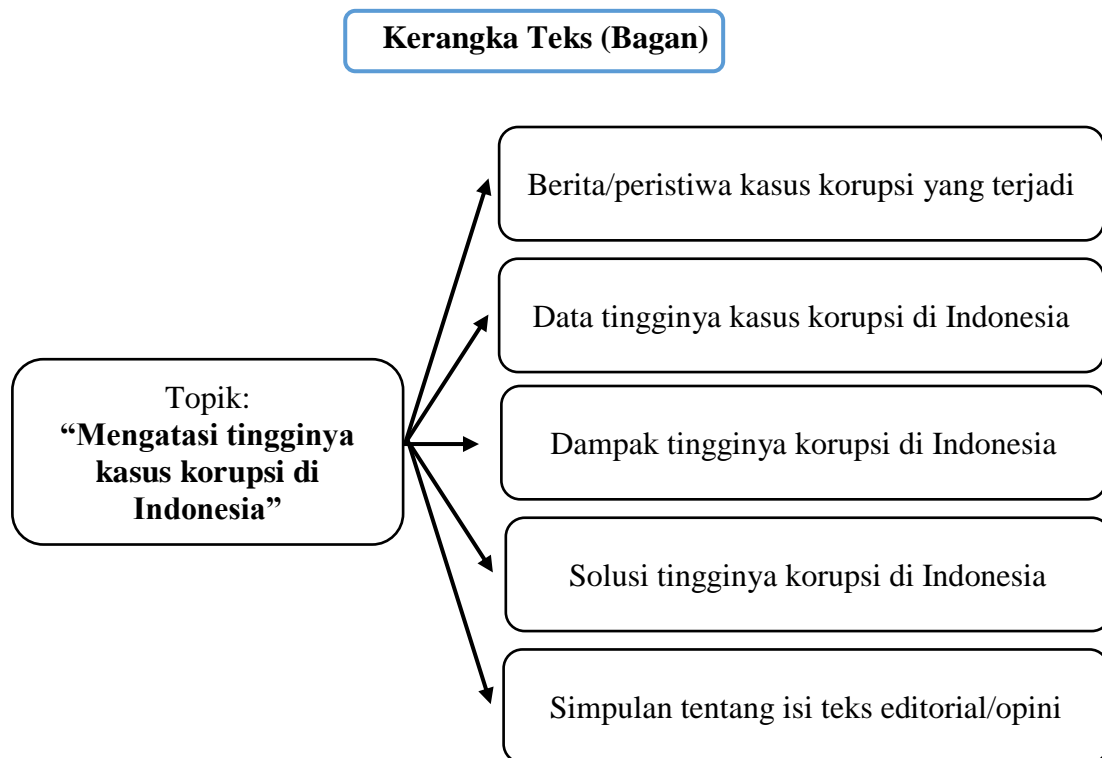 Kerangka Teks (Bagan)
Berita/peristiwa kasus korupsi yang terjadi
Data tingginya kasus korupsi di Indonesia
Topik:
“Mengatasi tingginya
kasus korupsi di
Indonesia”
Dampak tingginya korupsi di Indonesia
Solusi tingginya korupsi di Indonesia
Simpulan tentang isi teks editorial/opini